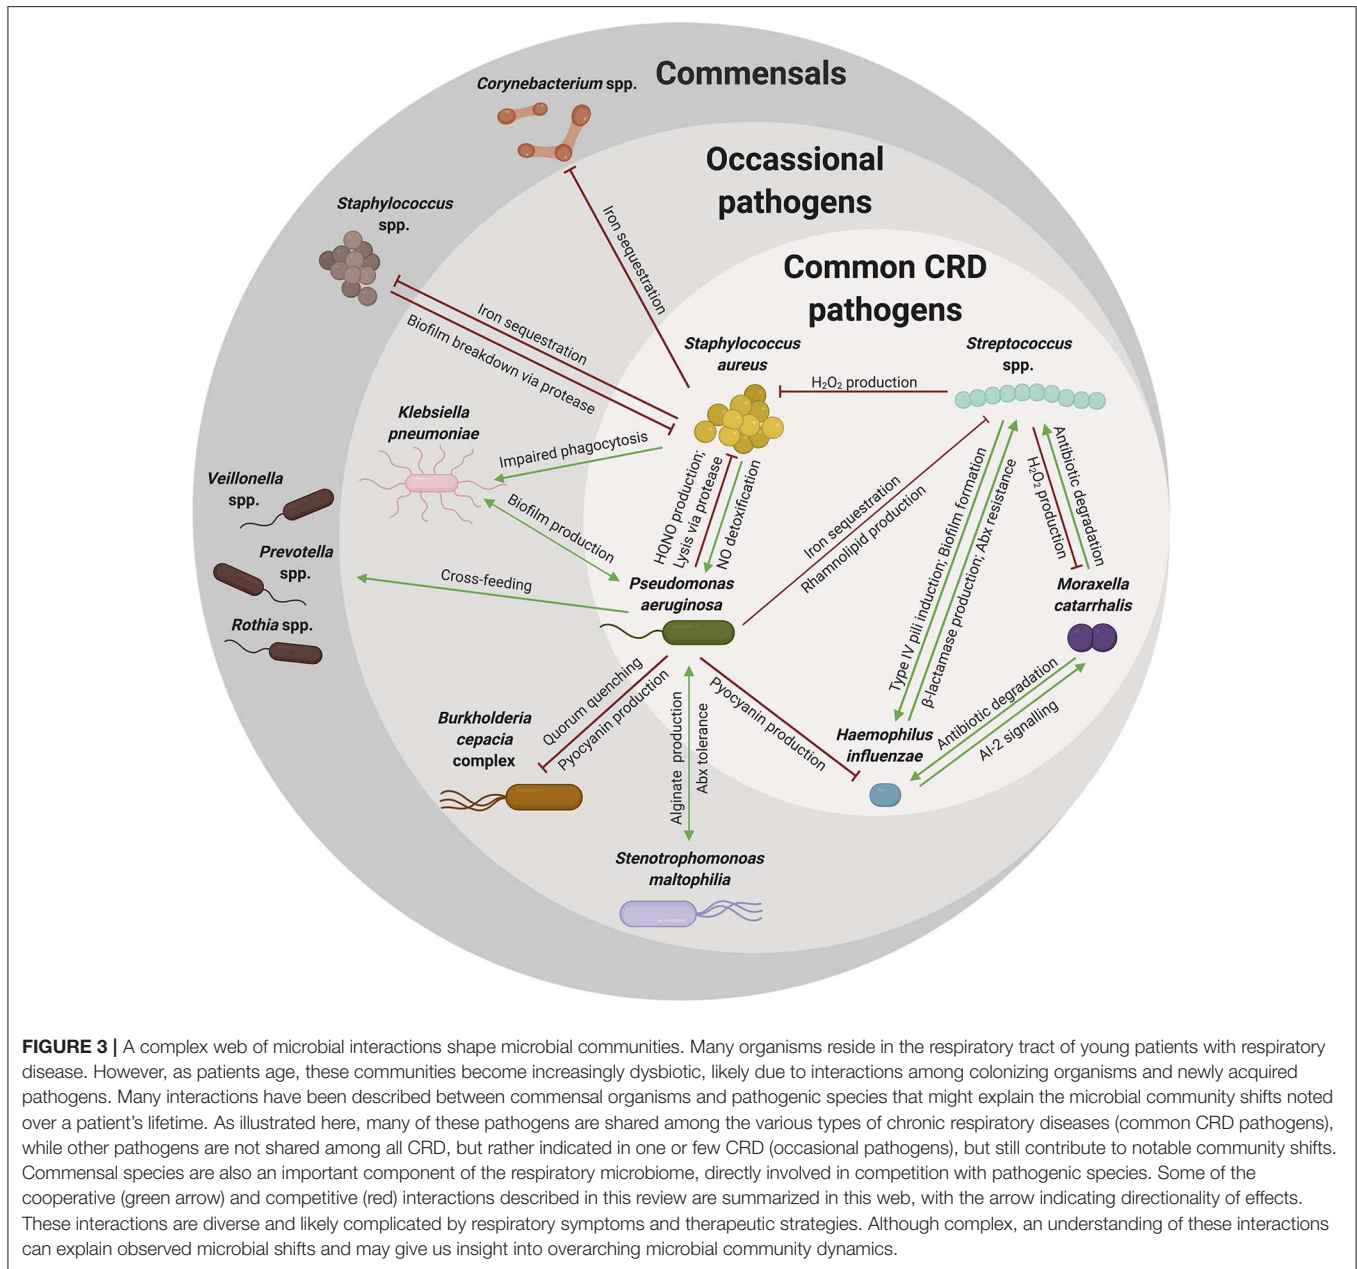 Commensals
Corynebacterium spp.
Occassional
pathogens
Staphylococcus
spp.
Iron sequestration
Common CRD
pathogens
Iron sequestration
Biofilm breakdown via protease
Staphylococcus
aureus
Streptococcus
spp.
H₂O₂ production
Klebsiella
pneumoniae
Impaired phagocytosis
Biofilm production
HQNO production;
Lysis via protease
NO detoxification
Iron sequestration
Rhamnolipid production
Type IV pili induction; Biofilm formation
β-lactamase production; Abx resistance
H₂O₂ production
Antibiotic degradation
Veillonella
spp.
Prevotella
spp.
Rothia spp.
Cross-feeding
Pseudomonas
aeruginosa
Moraxella
catarrhalis
Quorum quenching
Pyocyanin production
Alginate production
Abx tolerance
Pyocyanin production
Antibiotic degradation
AI-2 signalling
Burkholderia
cepacia
complex
Haemophilus
influenzae
Stenotrophomonoas
maltophilia
FIGURE 3 | A complex web of microbial interactions shape microbial communities. Many organisms reside in the respiratory tract of young patients with respiratory
disease. However, as patients age, these communities become increasingly dysbiotic, likely due to interactions among colonizing organisms and newly acquired
pathogens. Many interactions have been described between commensal organisms and pathogenic species that might explain the microbial community shifts noted
over a patient's lifetime. As illustrated here, many of these pathogens are shared among the various types of chronic respiratory diseases (common CRD pathogens),
while other pathogens are not shared among all CRD, but rather indicated in one or few CRD (occasional pathogens), but still contribute to notable community shifts.
Commensal species are also an important component of the respiratory microbiome, directly involved in competition with pathogenic species. Some of the
cooperative (green arrow) and competitive (red) interactions described in this review are summarized in this web, with the arrow indicating directionality of effects.
These interactions are diverse and likely complicated by respiratory symptoms and therapeutic strategies. Although complex, an understanding of these interactions
can explain observed microbial shifts and may give us insight into overarching microbial community dynamics.